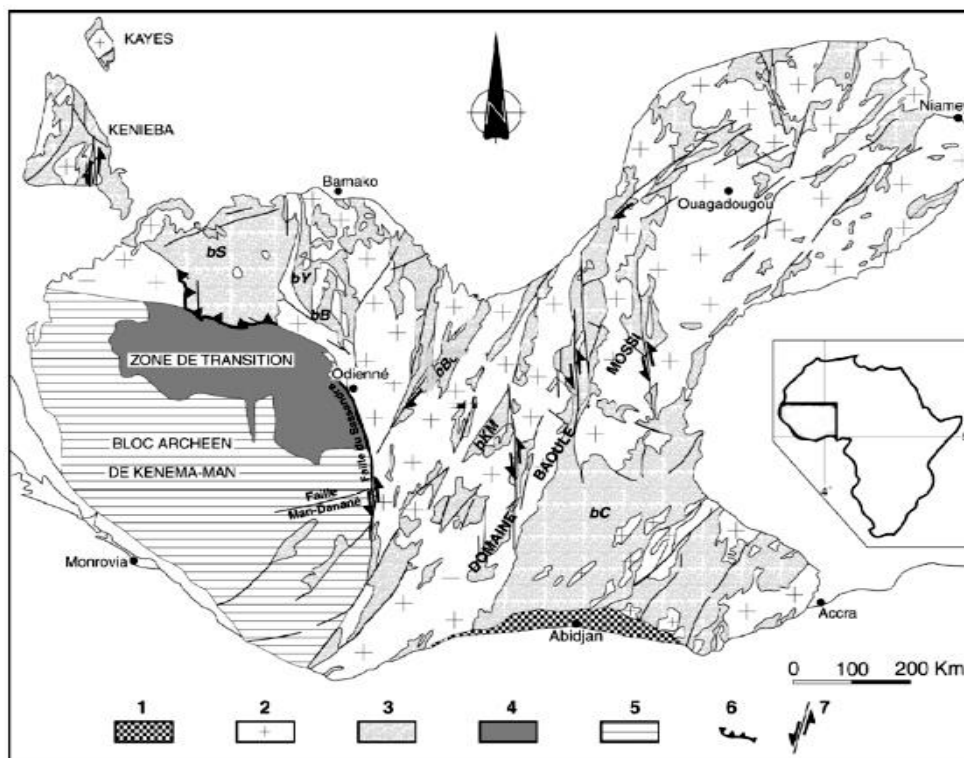 KAYES
KENIEBA
N
Niamey
Bamako
Ouagadougou
bS
bY
bB
MOSSI
ZONE DE TRANSITION
Odienné
Faille du Sassandra
bKM
BAOULE
BLOC ARCHEEN
DE KENEMA-MAN
Faille
Man-Danané
bC
DOMAINE
4°
Monrovia
Accra
Abidjan
0 100 200 Km
1 2 3 4 5 6 7